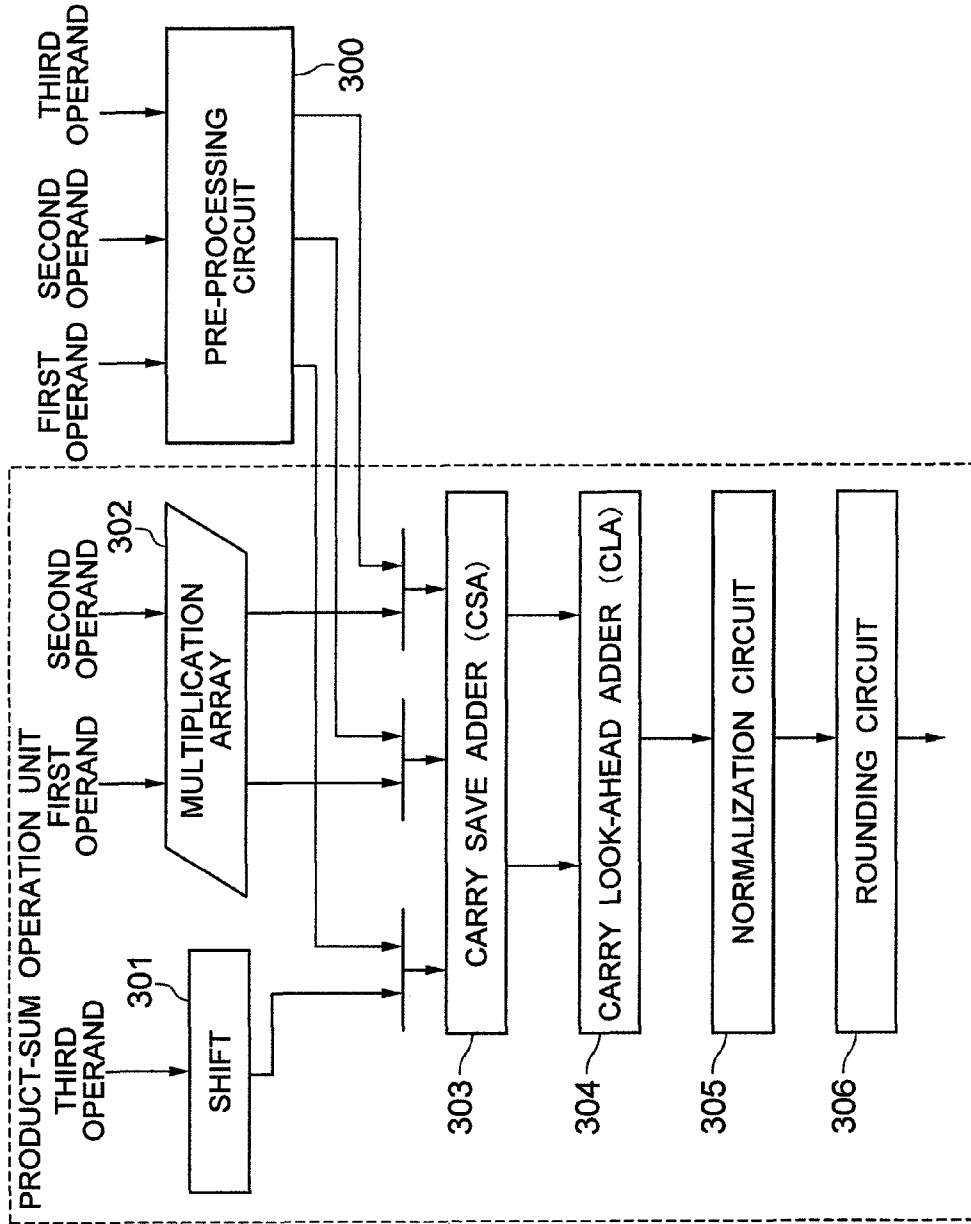 PRODUCT-SUM OPERATION UNIT
THIRD
OPERAND
301
SHIFT
FIRST
OPERAND
SECOND
OPERAND
302
MULTIPLICATION
ARRAY
FIRST
OPERAND
SECOND
OPERAND
THIRD
OPERAND
PRE-PROCESSING
CIRCUIT
300
303
CARRY SAVE ADDER (CSA)
304
CARRY LOOK-AHEAD ADDER (CLA)
305
NORMALIZATION CIRCUIT
306
ROUNDING CIRCUIT